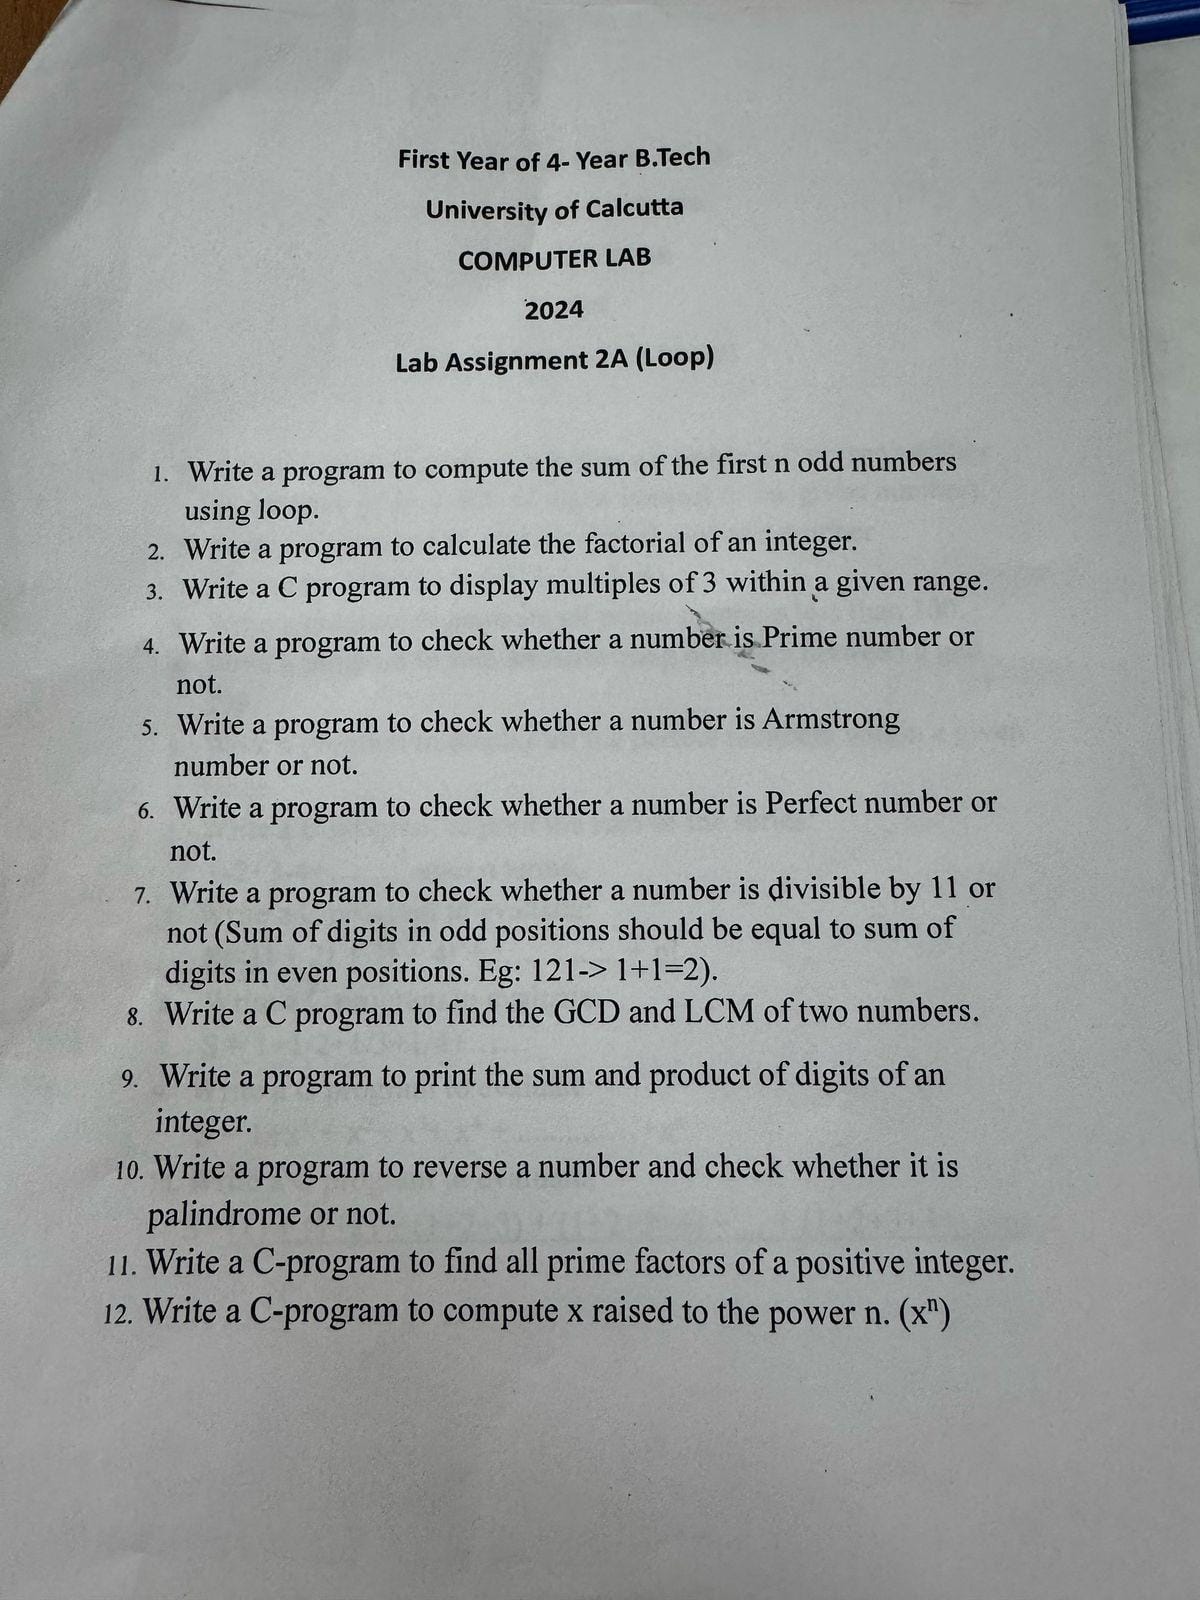 First Year of 4- Year B.Tech
University of Calcutta
COMPUTER LAB
2024
Lab Assignment 2A (Loop)
1. Write a program to compute the sum of the first n odd numbers
using loop.
2. Write a program to calculate the factorial of an integer.
3. Write a C program to display multiples of 3 within a given range.
4. Write a program to check whether a number is Prime number or
not.
5. Write a program to check whether a number is Armstrong
number or not.
6. Write a program to check whether a number is Perfect number or
not.
7. Write a program to check whether a number is divisible by 11 or
not (Sum of digits in odd positions should be equal to sum of
digits in even positions. Eg: 121-> 1+1=2).
8. Write a C program to find the GCD and LCM of two numbers.
9. Write a program to print the sum and product of digits of an
integer.
10. Write a program to reverse a number and check whether it is
palindrome or not.
11. Write a C-program to find all prime factors of a positive integer.
12. Write a C-program to compute x raised to the power n. (xⁿ)